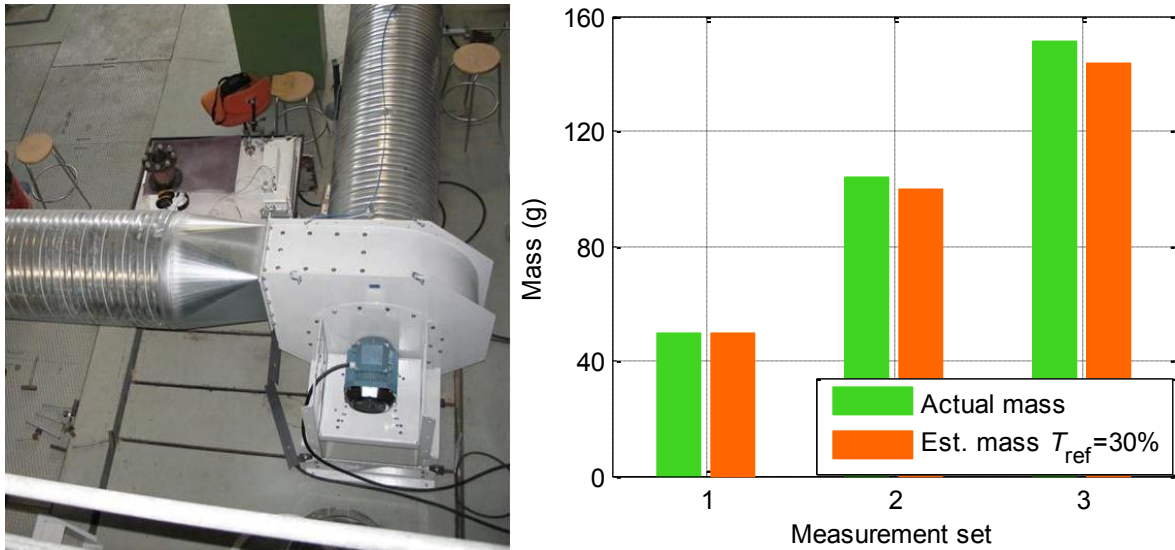 160
120
80
40
0
Mass (g)
Actual mass
Est. mass Tref=30%
1 2 3
Measurement set